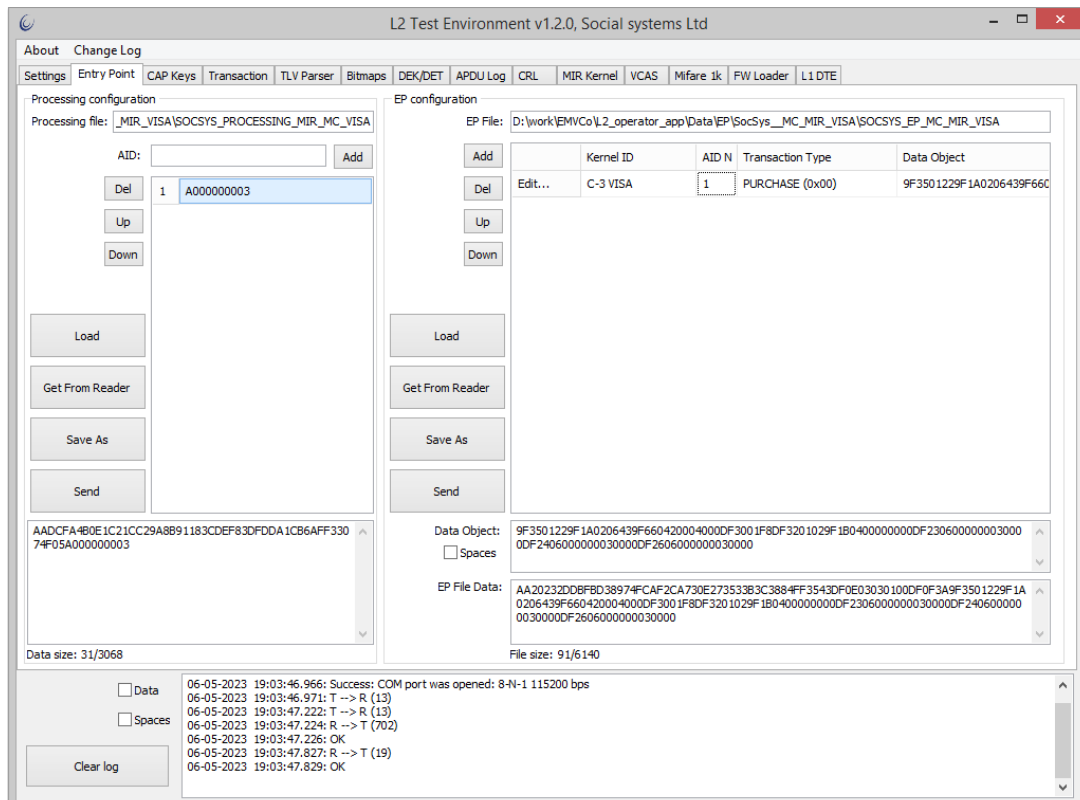 L2 Test Environment v1.2.0, Social systems Ltd
About Change Log
Settings Entry Point CAP Keys Transaction TLV Parser Bitmaps DEK/DET APDU Log CRL MIR Kernel VCAS Mifare 1k FW Loader L1 DTE
Processing configuration
Processing file: _MIR_VISA\SOCSYS_PROCESSING_MIR_MC_VISA
AID:
Add
Del
Up
Down
1 A000000003
Load
Get From Reader
Save As
Send
AADCFA4B0E1C21CC29A8B91183CDEF83DFDDA1CB6AFF330
74F05A000000003
Data size: 31/3068
EP configuration
EP File: D:\work\EMVCo\L2_operator_app\Data\EP\SocSys__MC_MIR_VISA\SOCSYS_EP_MC_MIR_VISA
Add
Del
Up
Down
Kernel ID AID N Transaction Type Data Object
Edit... C-3 VISA 1 PURCHASE (0x00) 9F3501229F1A0206439F660
Load
Get From Reader
Save As
Send
Data Object:
Spaces
9F3501229F1A0206439F660420004000DF3001F8DF3201029F1B0400000000DF230600000003000
0DF240600000030000DF260600000030000
EP File Data:
AA20232DDBFBD38974FCAF2CA730E273533B3C3884FF3543DF0E03030100DF0F3A9F3501229F1A
0206439F660420004000DF3001F8DF3201029F1B0400000000DF230600000030000DF240600000
0030000DF260600000030000
File size: 91/6140
Data
Spaces
Clear log
06-05-2023 19:03:46.966: Success: COM port was opened: 8-N-1 115200 bps
06-05-2023 19:03:46.971: T --> R (13)
06-05-2023 19:03:47.222: T --> R (13)
06-05-2023 19:03:47.224: R --> T (702)
06-05-2023 19:03:47.226: OK
06-05-2023 19:03:47.827: R --> T (19)
06-05-2023 19:03:47.829: OK